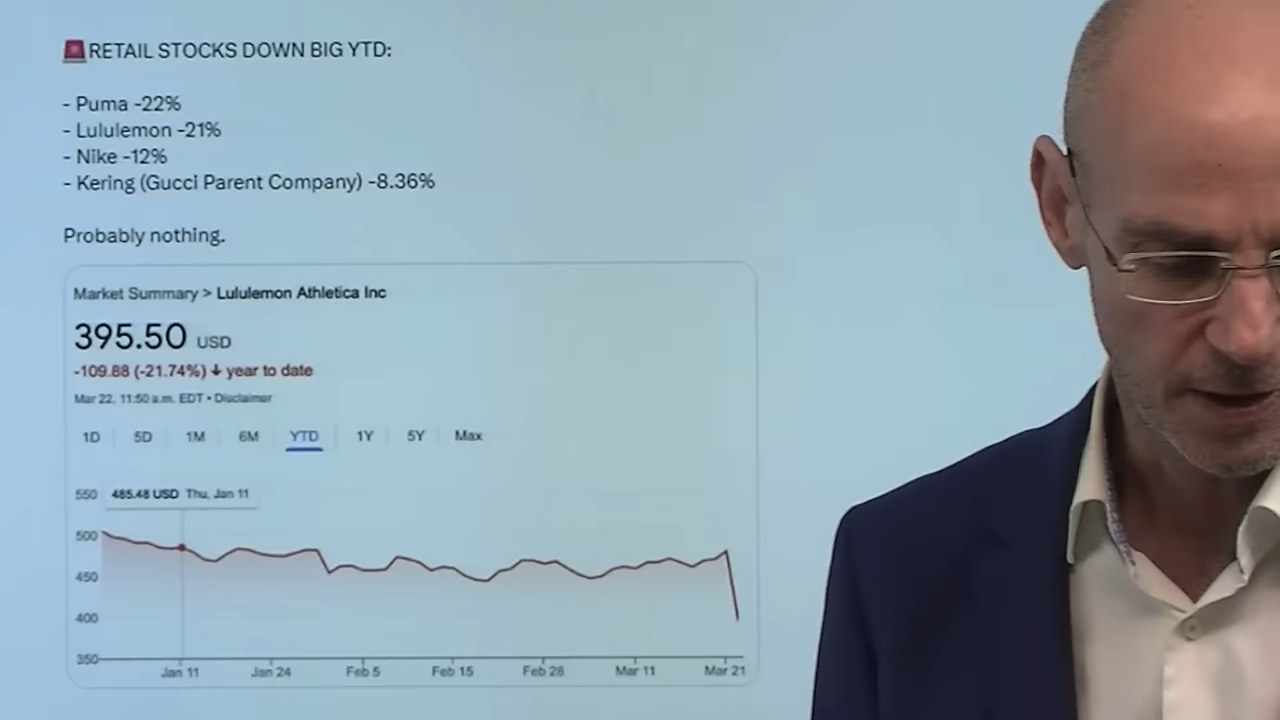 🚨RETAIL STOCKS DOWN BIG YTD:
- Puma -22%
- Lululemon -21%
- Nike -12%
- Kering (Gucci Parent Company) -8.36%
Probably nothing.
Market Summary > Lululemon Athletica Inc
395.50 USD
-109.88 (-21.74%) ↓ year to date
Mar 22, 11:50 a.m. EDT • Disclaimer
1D 5D 1M 6M YTD 1Y 5Y Max
550 485.48 USD Thu, Jan 11
500
450
400
350
Jan 11 Jan 24 Feb 5 Feb 15 Feb 28 Mar 11 Mar 21